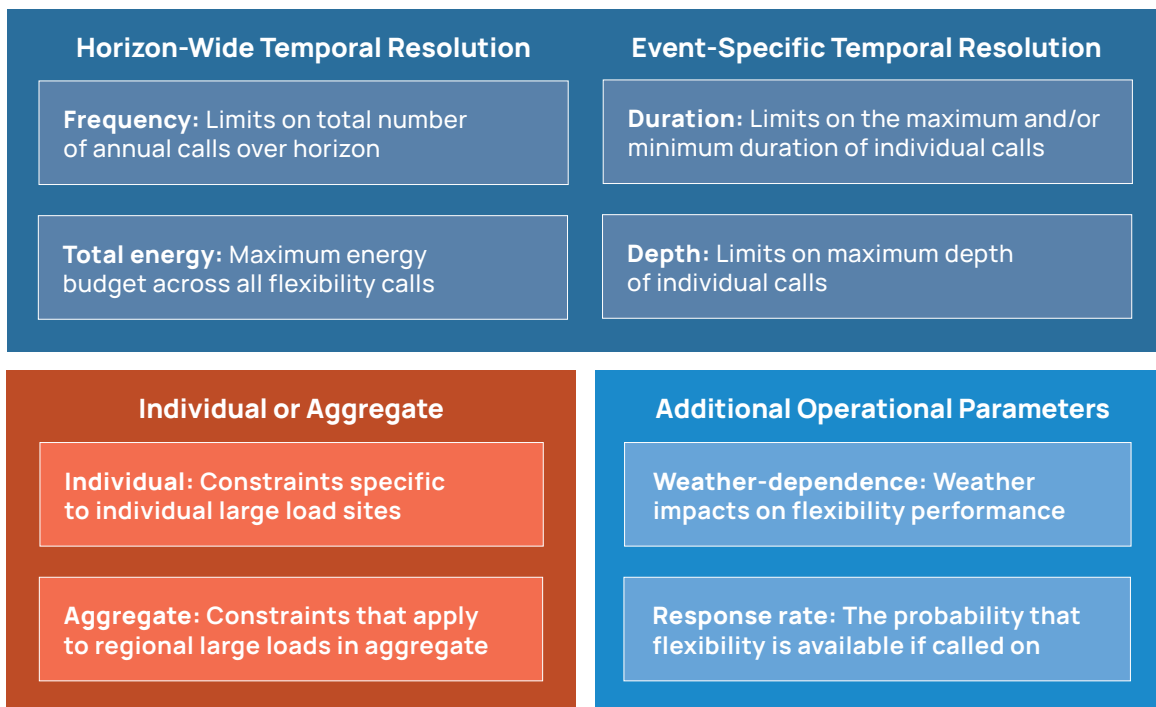 Horizon-Wide Temporal Resolution
Frequency: Limits on total number
of annual calls over horizon
Total energy: Maximum energy
budget across all flexibility calls
Event-Specific Temporal Resolution
Duration: Limits on the maximum and/or
minimum duration of individual calls
Depth: Limits on maximum depth
of individual calls
Individual or Aggregate
Individual: Constraints specific
to individual large load sites
Aggregate: Constraints that apply
to regional large loads in aggregate
Additional Operational Parameters
Weather-dependence: Weather
impacts on flexibility performance
Response rate: The probability that
flexibility is available if called on